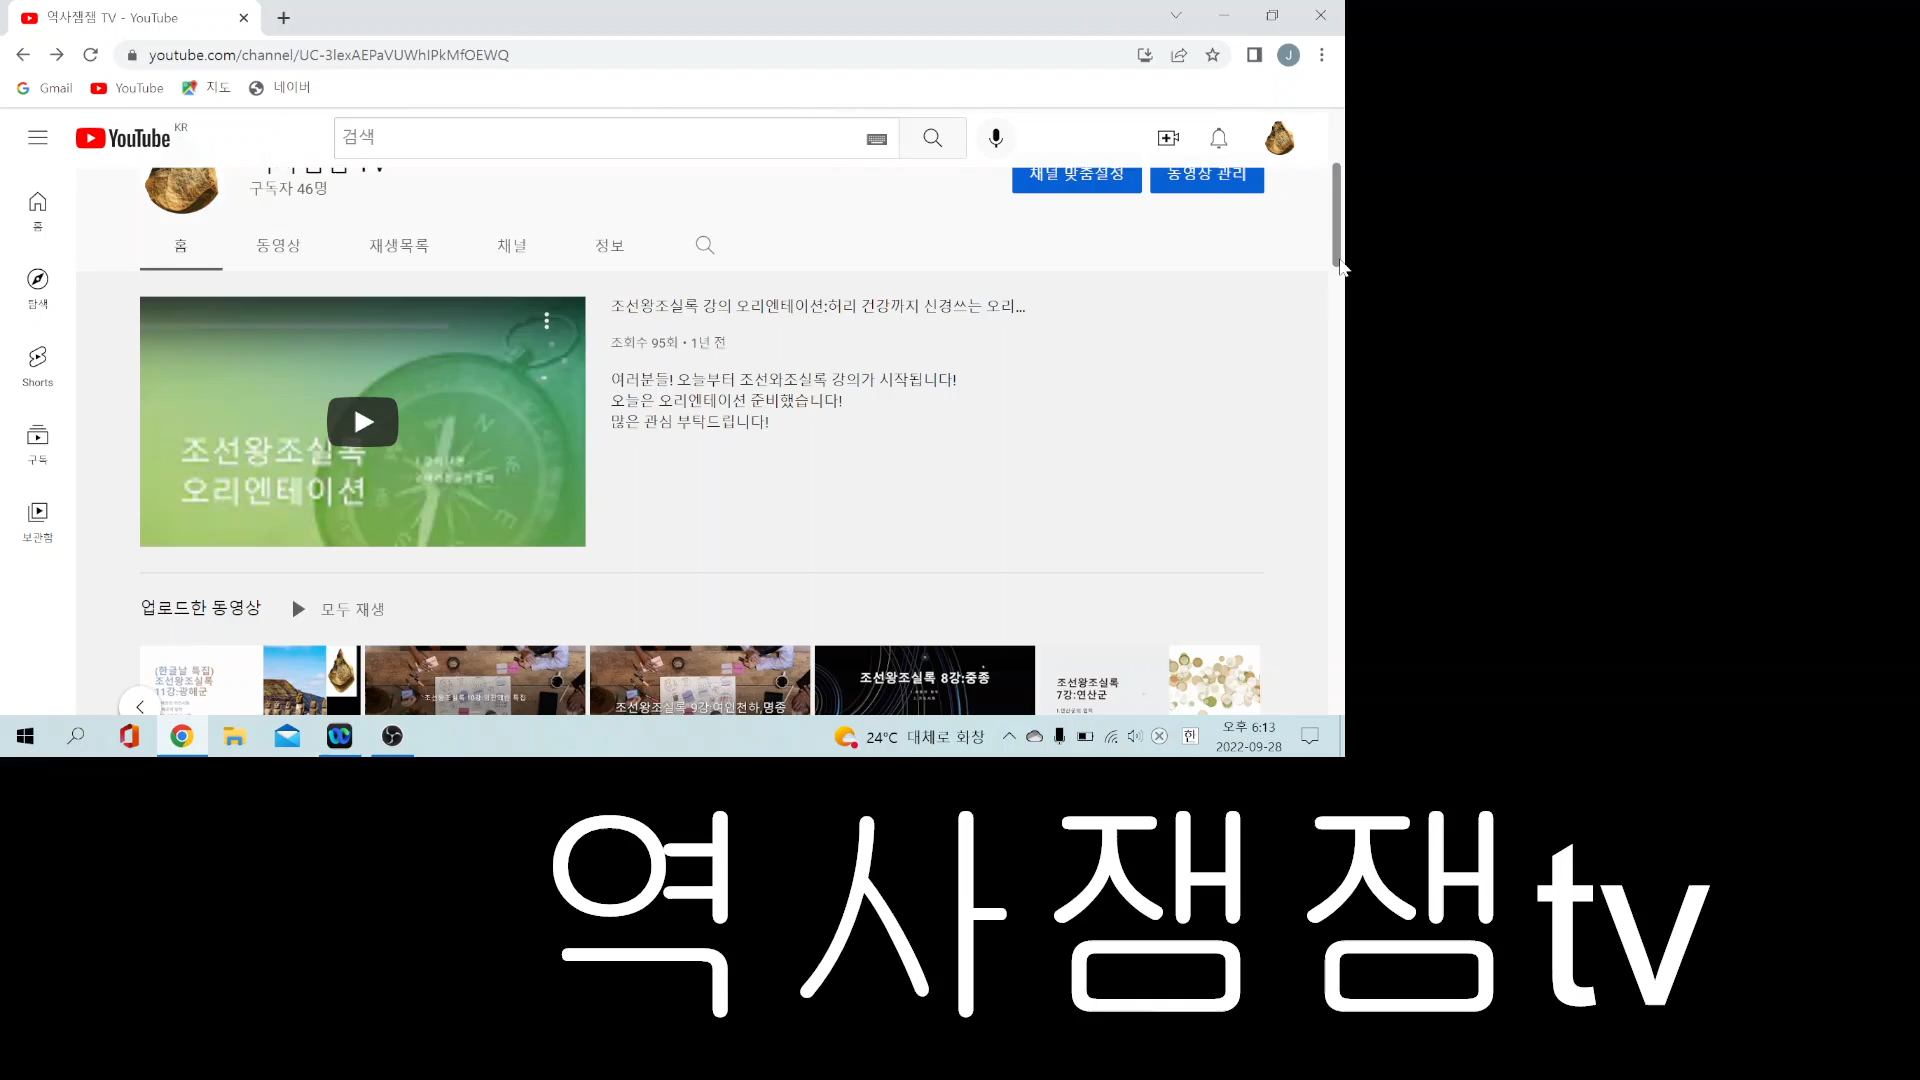 역사잼잼 TV - YouTube
youtube.com/channel/UC-3lexAEPaVUWhIPkMfOEWQ
J
Gmail
YouTube
지도
네이버
YouTube KR
검색
구독자 46명
채널 맞춤설정
동영상 관리
홈
탐색
Shorts
구독
보관함
홈
동영상
재생목록
채널
정보
조선왕조실록
오리엔테이션
조선왕조실록 강의 오리엔테이션:허리 건강까지 신경쓰는 오리...
조회수 95회 • 1년 전
여러분들! 오늘부터 조선와조실록 강의가 시작됩니다!
오늘은 오리엔테이션 준비했습니다!
많은 관심 부탁드립니다!
업로드한 동영상
모두 재생
(한글날 특집)
조선왕조실록
11강:광해군
조선왕조실록 9강:여인천하,명종
조선왕조실록 8강:중종
조선왕조실록
7강:연산군
24°C 대체로 화창
한
오후 6:13
2022-09-28
역사잼잼tv